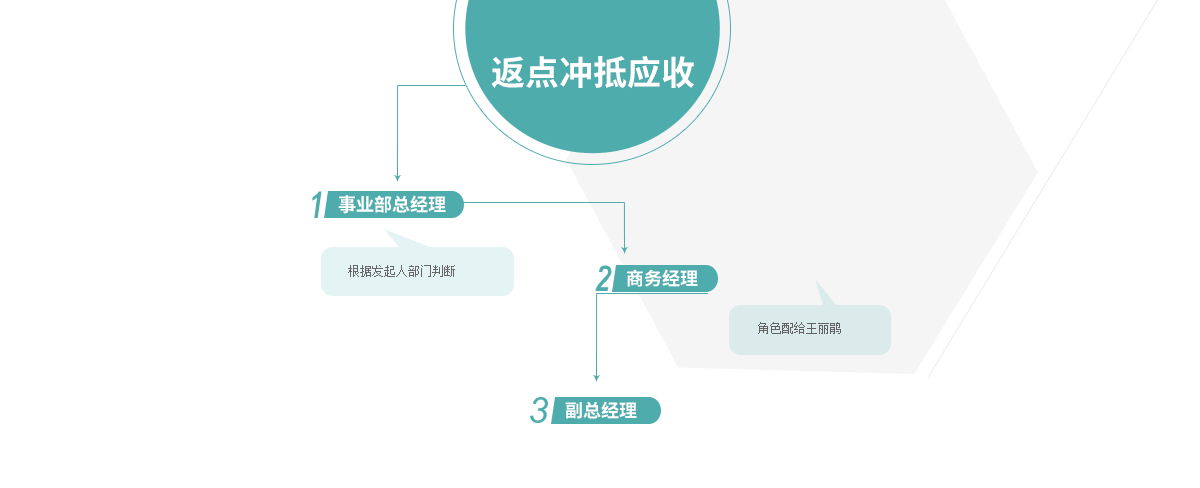 返点冲抵应收
1 事业部总经理
根据发起人部门判断
2 商务经理
角色配给王丽鹃
3 副总经理